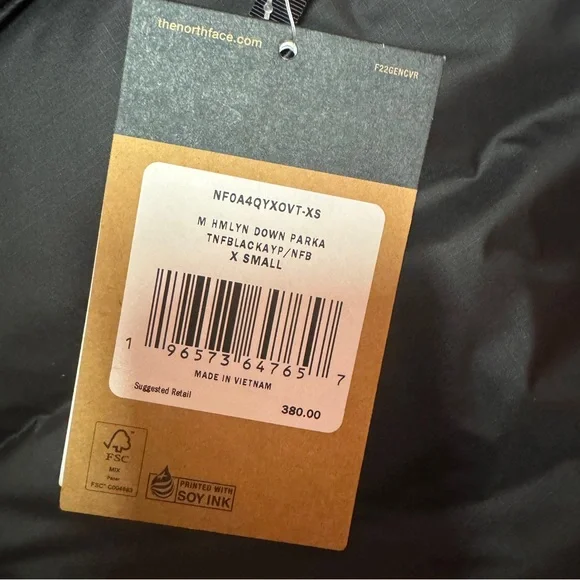 thenorthface.com
F22GENCVR
NF0A4QYXOVT-XS
M HMLYN DOWN PARKA
TNFBLACKAYP/NFB
X SMALL
1 96573 64765 7
MADE IN VIETNAM
Suggested Retail
380.00
FSC
MIX
Paper
PRINTED WITH
SOY INK